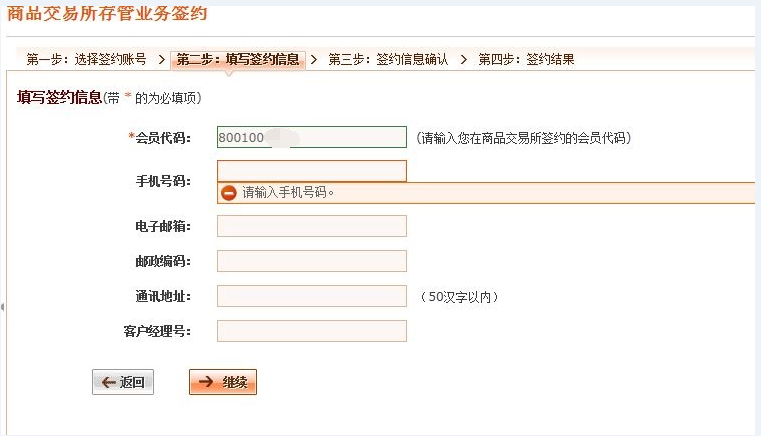 商品交易所存管业务签约
第一步：选择签约账号 > 第二步：填写签约信息 > 第三步：签约信息确认 > 第四步：签约结果
填写签约信息(带 * 的为必填项)
*会员代码： 800100 (请输入您在商品交易所签约的会员代码)
手机号码：
请输入手机号码。
电子邮箱：
邮政编码：
通讯地址： （50汉字以内）
客户经理号：
返回 继续